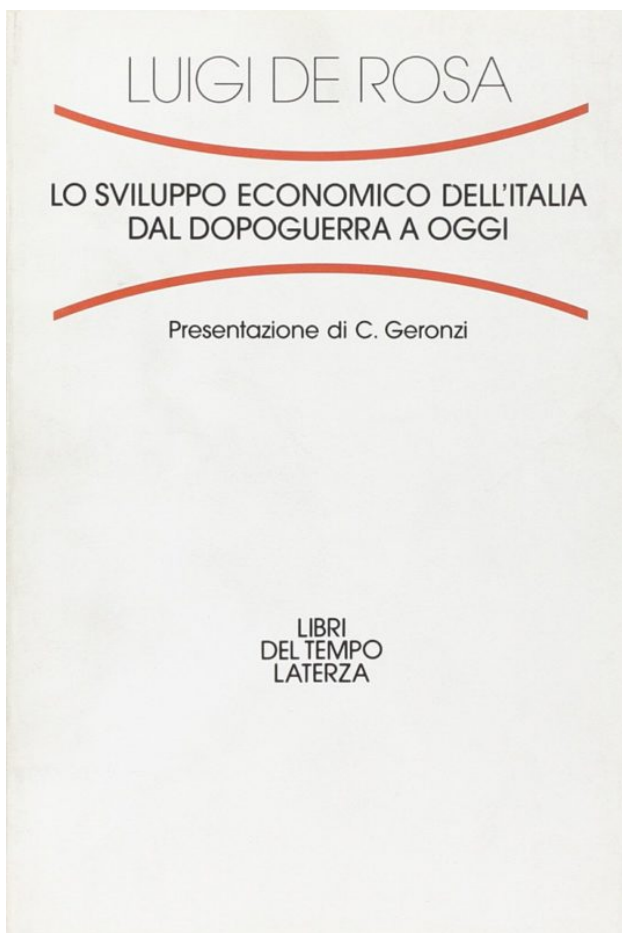 LUIGI DE ROSA
LO SVILUPPO ECONOMICO DELL'ITALIA
DAL DOPOGUERRA A OGGI
Presentazione di C. Geronzi
LIBRI
DEL TEMPO
LATERZA